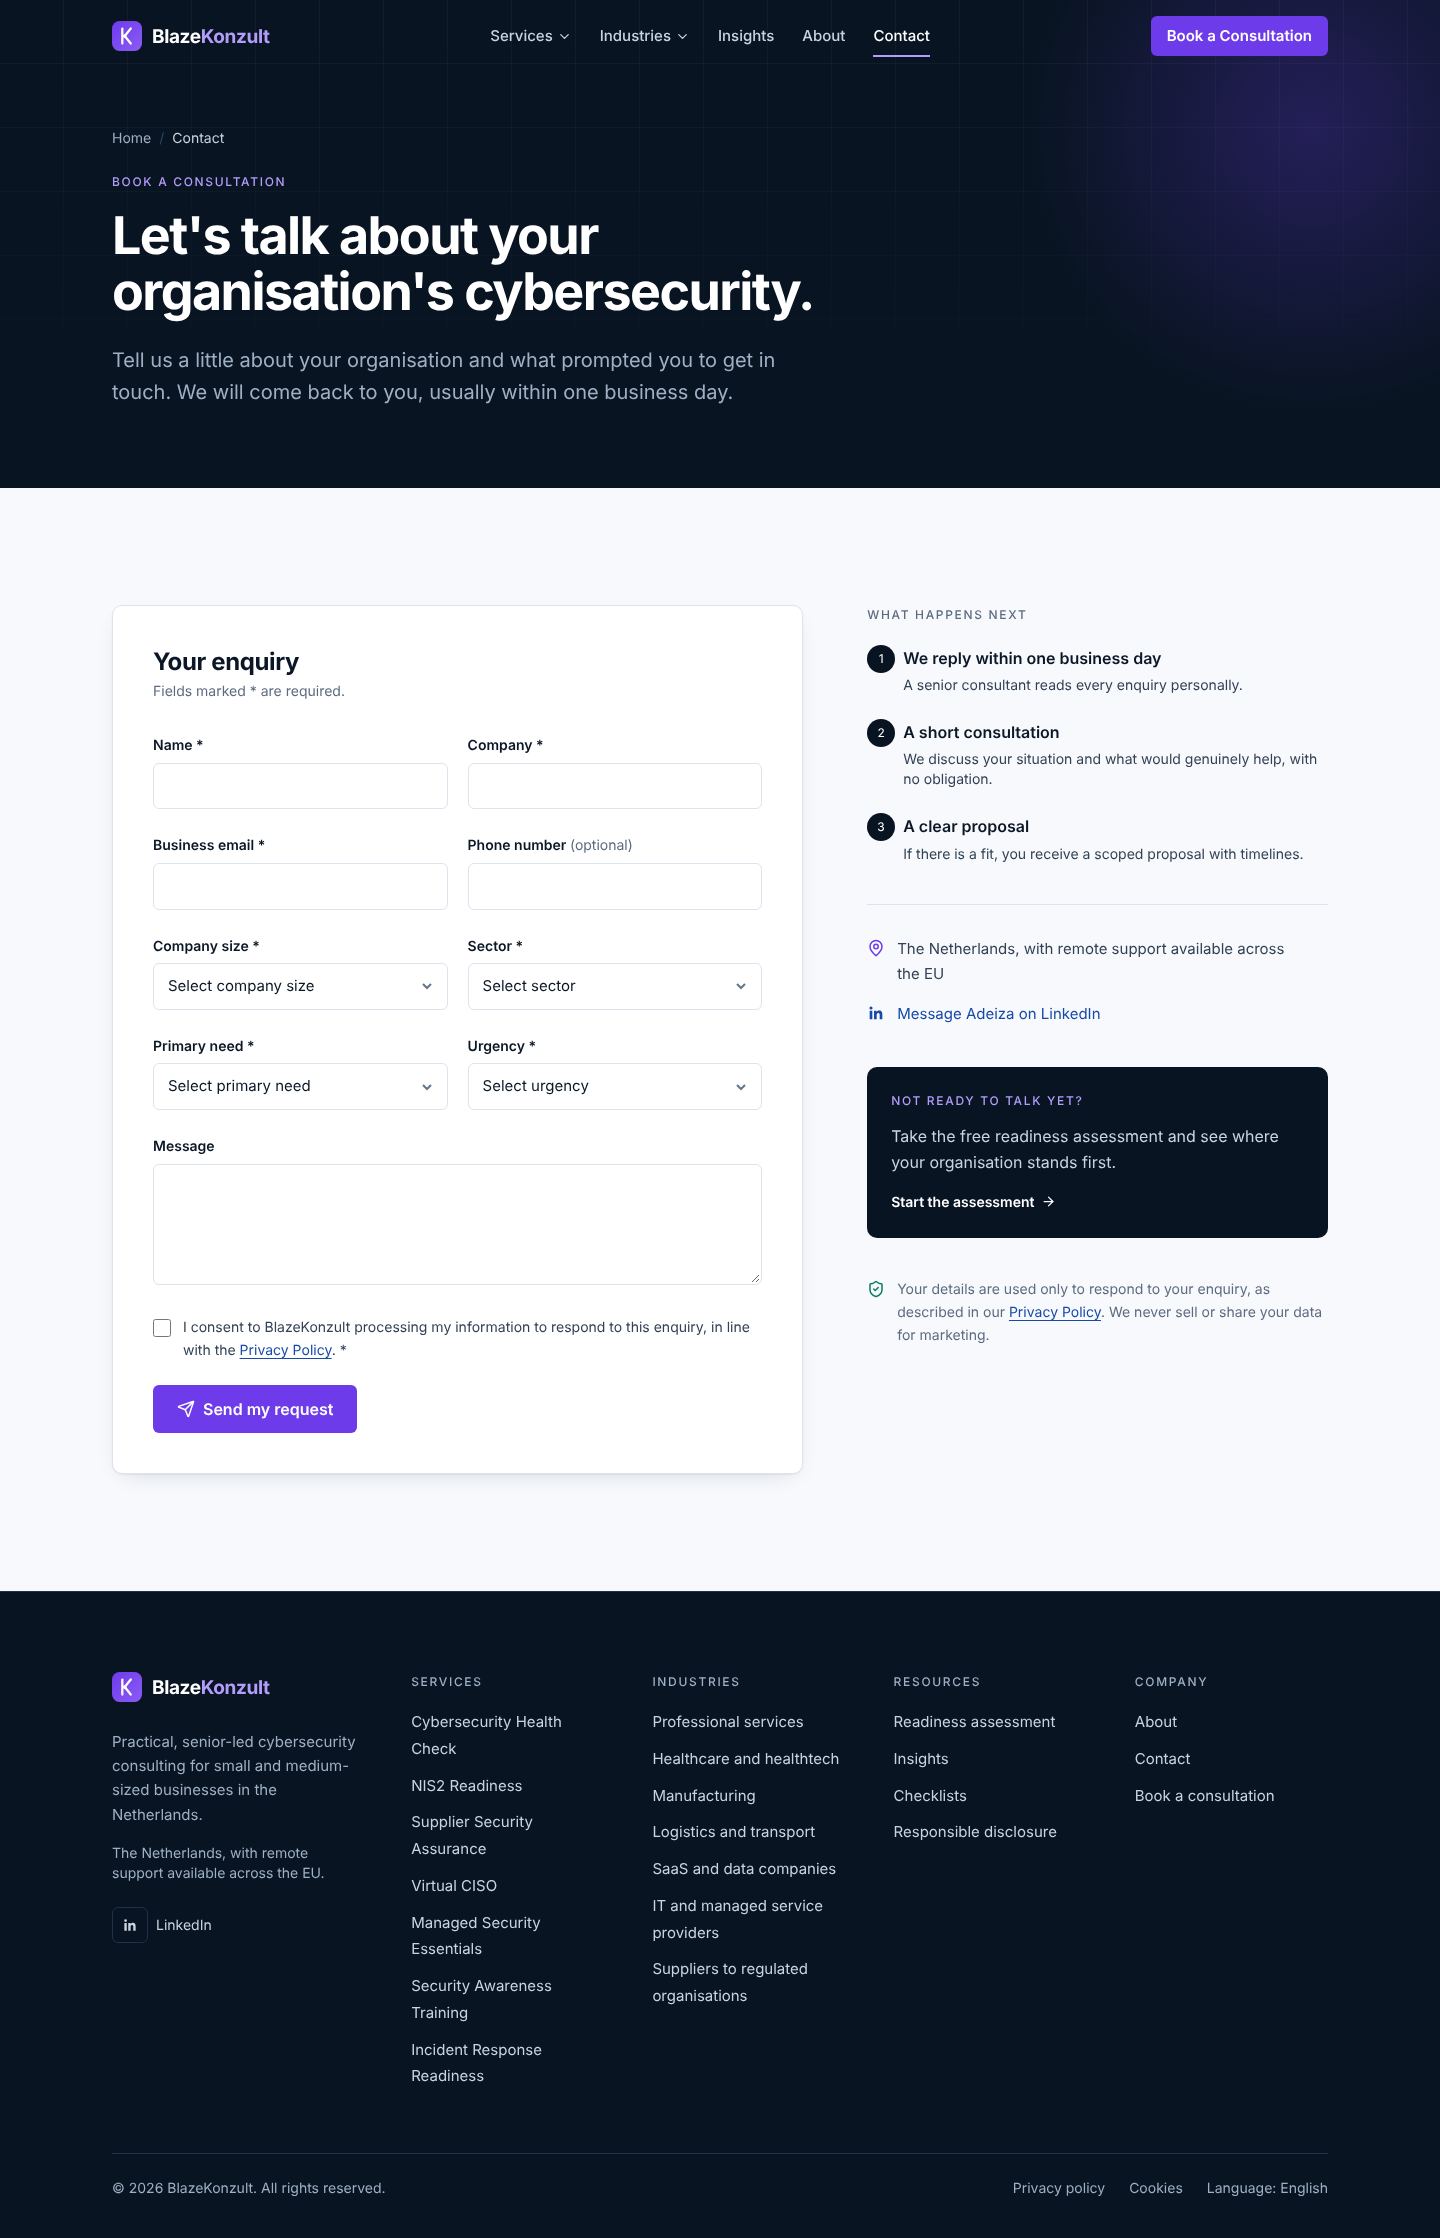 BlazeKonzult
Services
Industries
Insights
About
Contact
Book a Consultation
Home / Contact
BOOK A CONSULTATION
Let's talk about your
organisation's cybersecurity.
Tell us a little about your organisation and what prompted you to get in
touch. We will come back to you, usually within one business day.
Your enquiry
Fields marked * are required.
Name *
Company *
Business email *
Phone number (optional)
Company size *
Sector *
Select company size
Select sector
Primary need *
Urgency *
Select primary need
Select urgency
Message
I consent to BlazeKonzult processing my information to respond to this enquiry, in line
with the Privacy Policy. *
Send my request
WHAT HAPPENS NEXT
1 We reply within one business day
A senior consultant reads every enquiry personally.
2 A short consultation
We discuss your situation and what would genuinely help, with
no obligation.
3 A clear proposal
If there is a fit, you receive a scoped proposal with timelines.
The Netherlands, with remote support available across
the EU
in Message Adeiza on LinkedIn
NOT READY TO TALK YET?
Take the free readiness assessment and see where
your organisation stands first.
Start the assessment →
Your details are used only to respond to your enquiry, as
described in our Privacy Policy. We never sell or share your data
for marketing.
BlazeKonzult
Practical, senior-led cybersecurity
consulting for small and medium-
sized businesses in the
Netherlands.
The Netherlands, with remote
support available across the EU.
in LinkedIn
SERVICES
Cybersecurity Health
Check
NIS2 Readiness
Supplier Security
Assurance
Virtual CISO
Managed Security
Essentials
Security Awareness
Training
Incident Response
Readiness
INDUSTRIES
Professional services
Healthcare and healthtech
Manufacturing
Logistics and transport
SaaS and data companies
IT and managed service
providers
Suppliers to regulated
organisations
RESOURCES
Readiness assessment
Insights
Checklists
Responsible disclosure
COMPANY
About
Contact
Book a consultation
© 2026 BlazeKonzult. All rights reserved.
Privacy policy
Cookies
Language: English